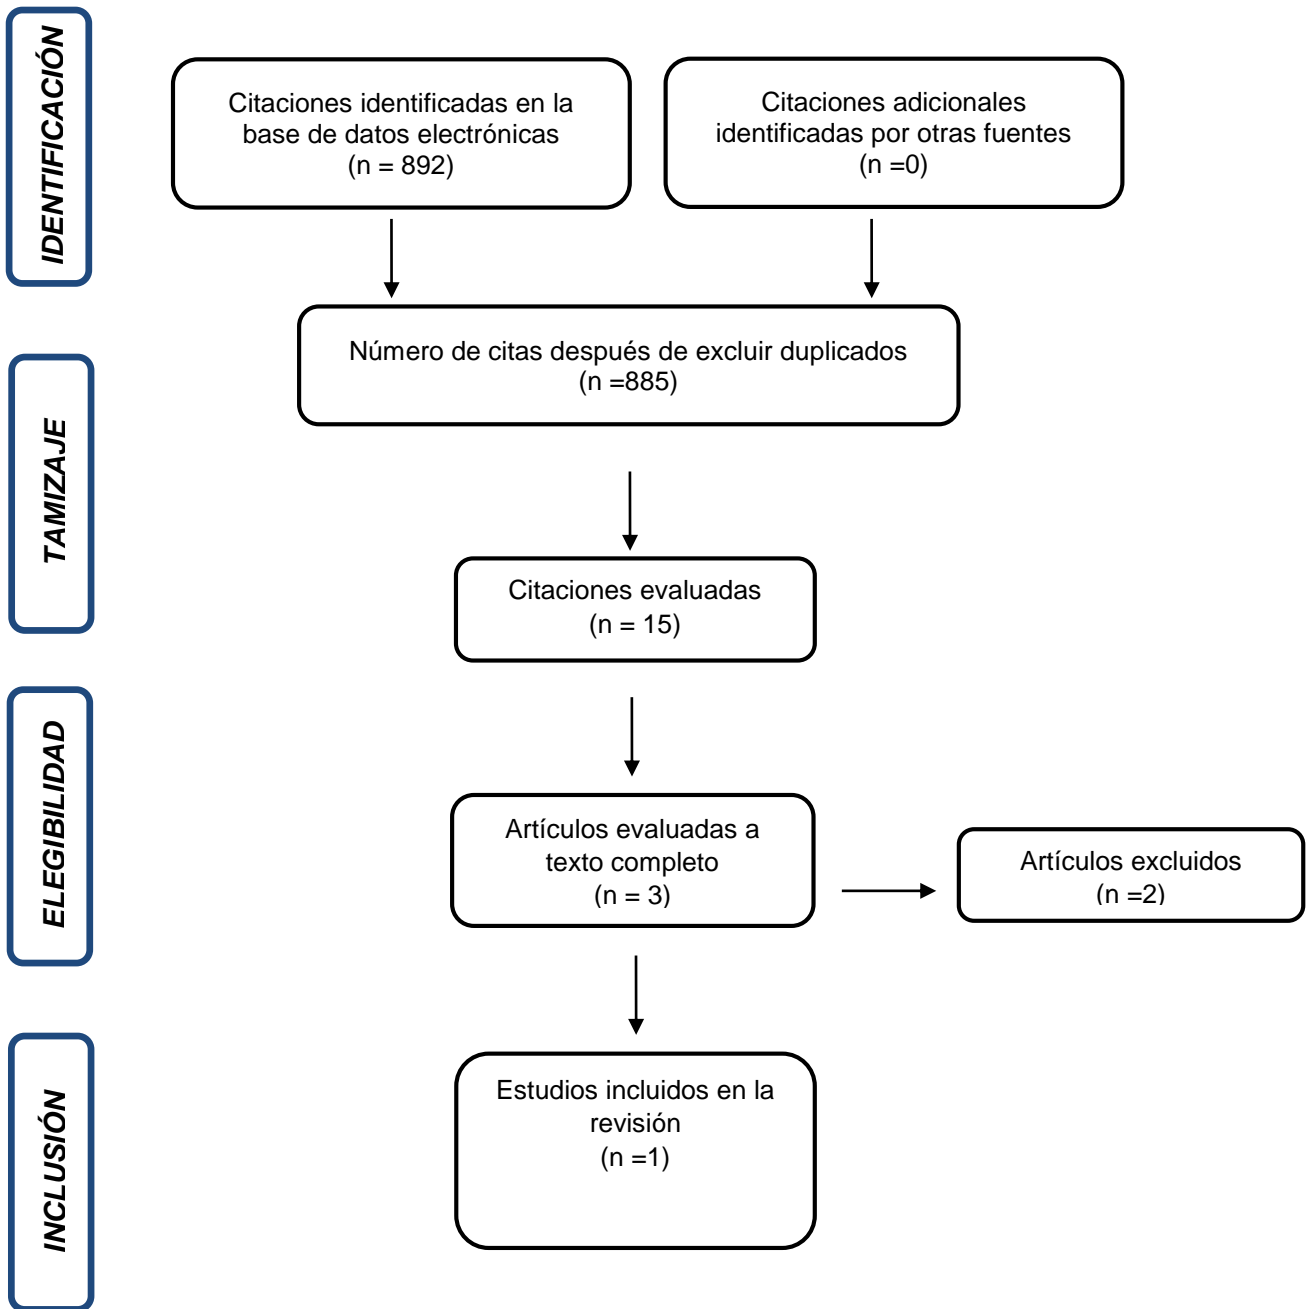 IDENTIFICACIÓN
Citaciones identificadas en la
base de datos electrónicas
(n = 892)
Citaciones adicionales
identificadas por otras fuentes
(n =0)
Número de citas después de excluir duplicados
(n =885)
TAMIZAJE
Citaciones evaluadas
(n = 15)
ELEGIBILIDAD
Artículos evaluadas a
texto completo
(n = 3)
Artículos excluidos
(n =2)
INCLUSIÓN
Estudios incluidos en la
revisión
(n =1)